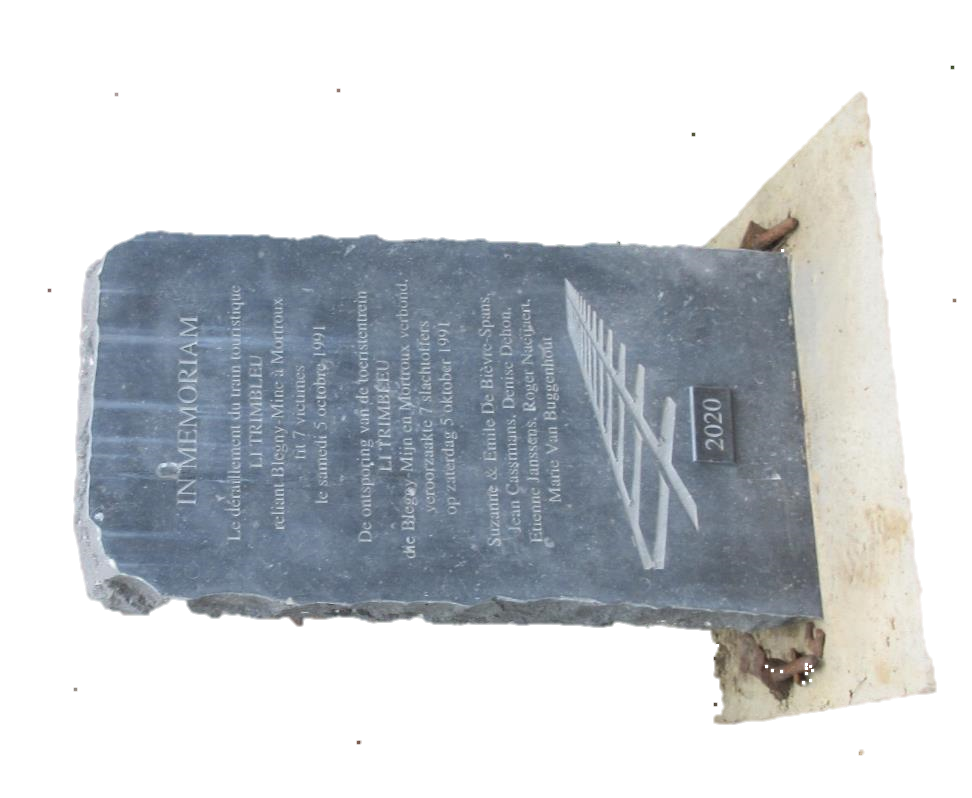 IN MEMORIAM
Le déraillement du train touristique
LI TRIMBLEU
reliant Blegny-Mine à Mortroux
fit 7 victimes
le samedi 5 octobre 1991
De ontsporing van de toeristentrein
LI TRIMBLEU
die Blegny-Mijn en Mortroux verbond,
veroorzaakte 7 slachtoffers
op zaterdag 5 oktober 1991
Suzanne & Emile De Bièvre-Spans,
Jean Cassmans, Denise Dehon,
Etienne Janssens, Roger Naeijaert,
Marie Van Buggenhout
2020